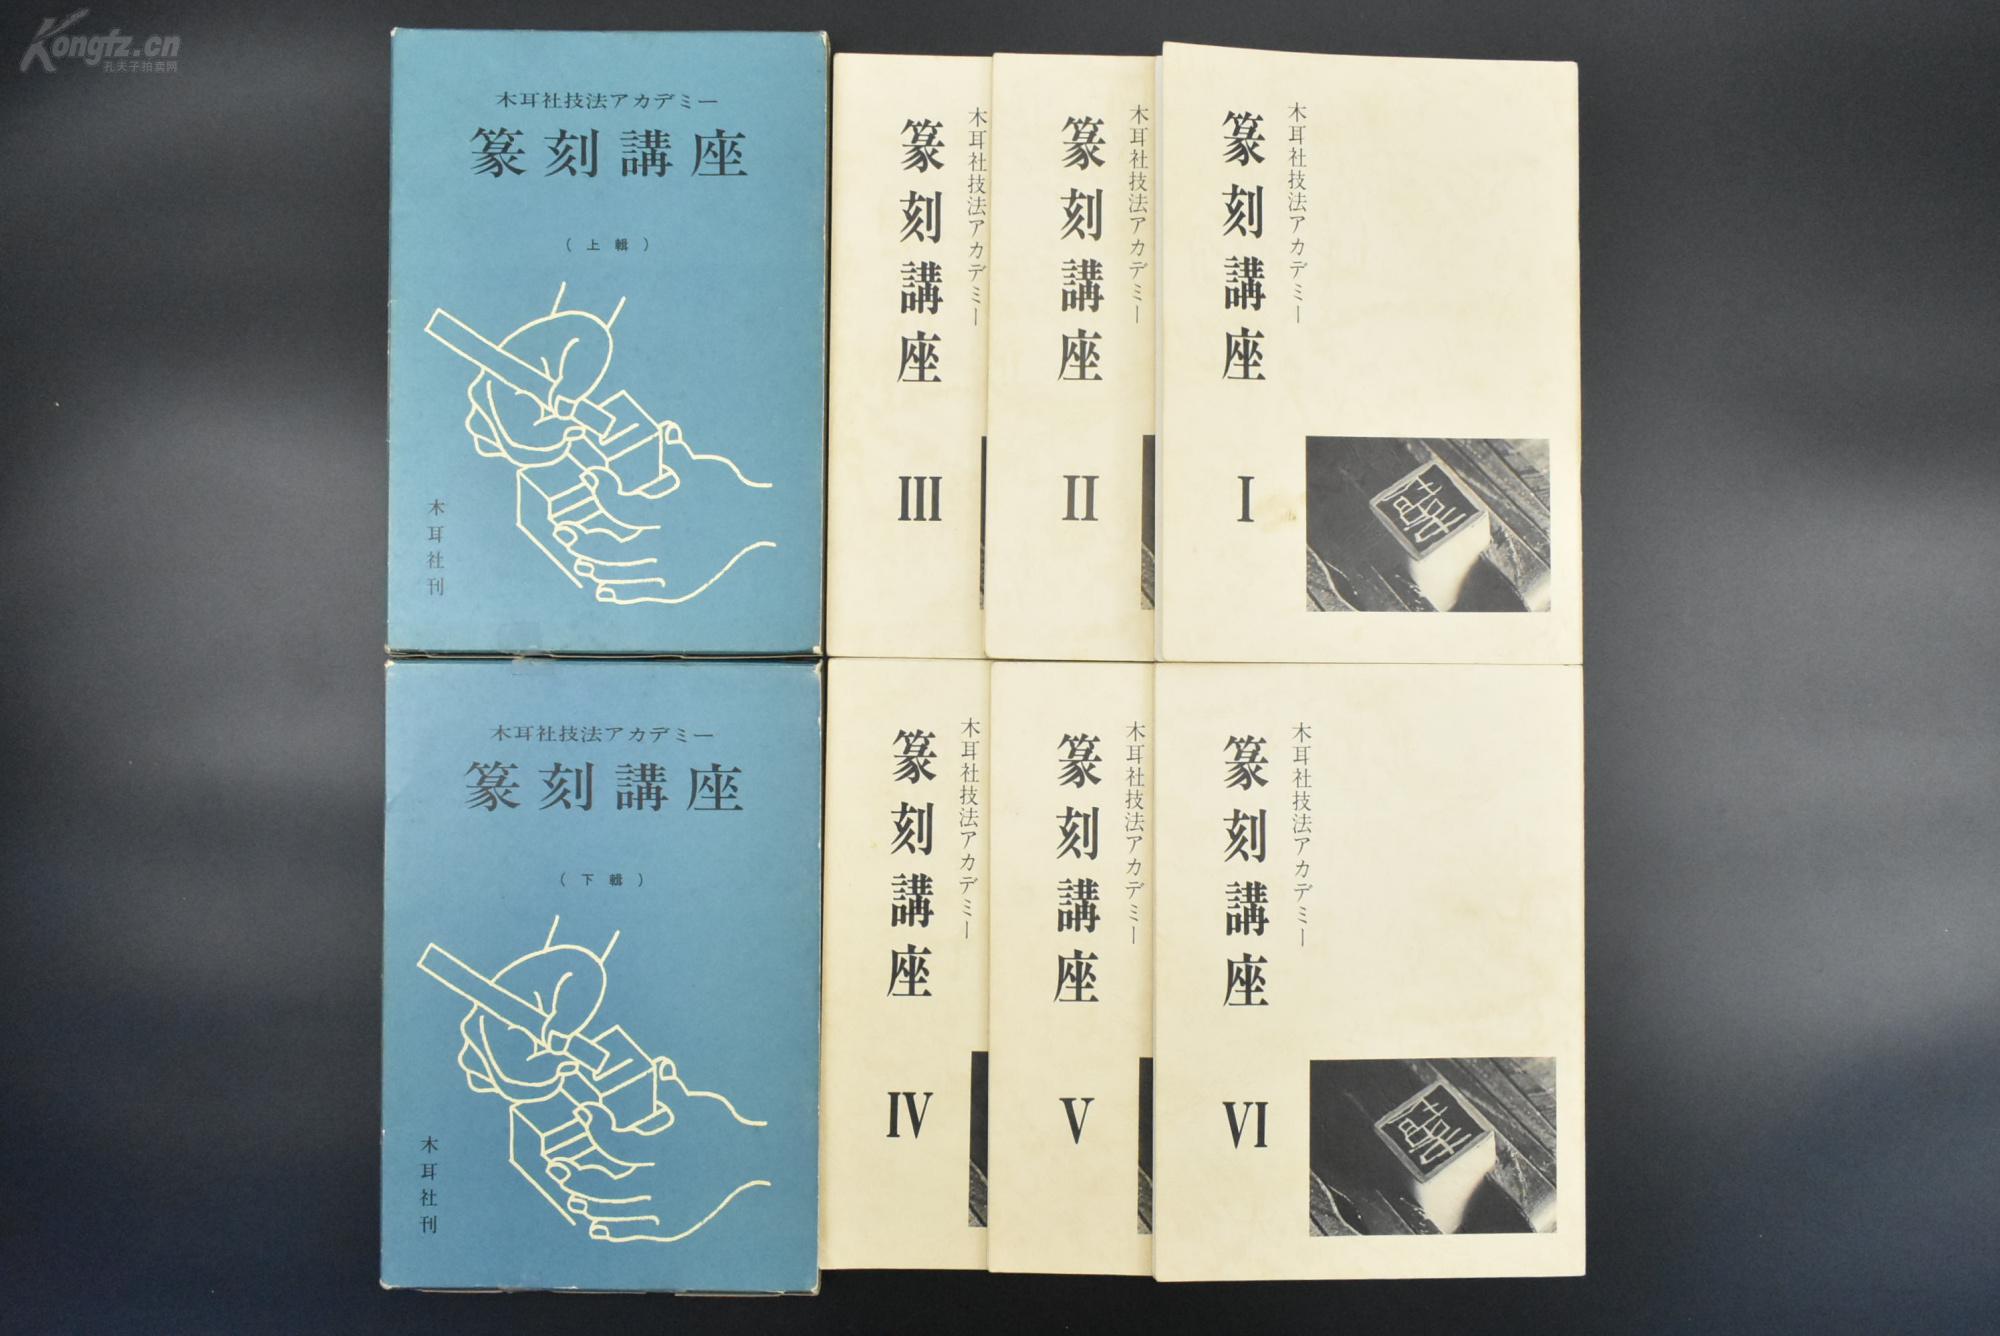 Kongfz.cn
孔夫子拍卖网
木耳社技法アカデミー
篆刻講座
（上輯）
木耳社刊
木耳社技法アカデミー
篆刻講座
III
木耳社技法アカデミー
篆刻講座
II
木耳社技法アカデミー
篆刻講座
I
木耳社技法アカデミー
篆刻講座
（下輯）
木耳社刊
木耳社技法アカデミー
篆刻講座
IV
木耳社技法アカデミー
篆刻講座
V
木耳社技法アカデミー
篆刻講座
VI